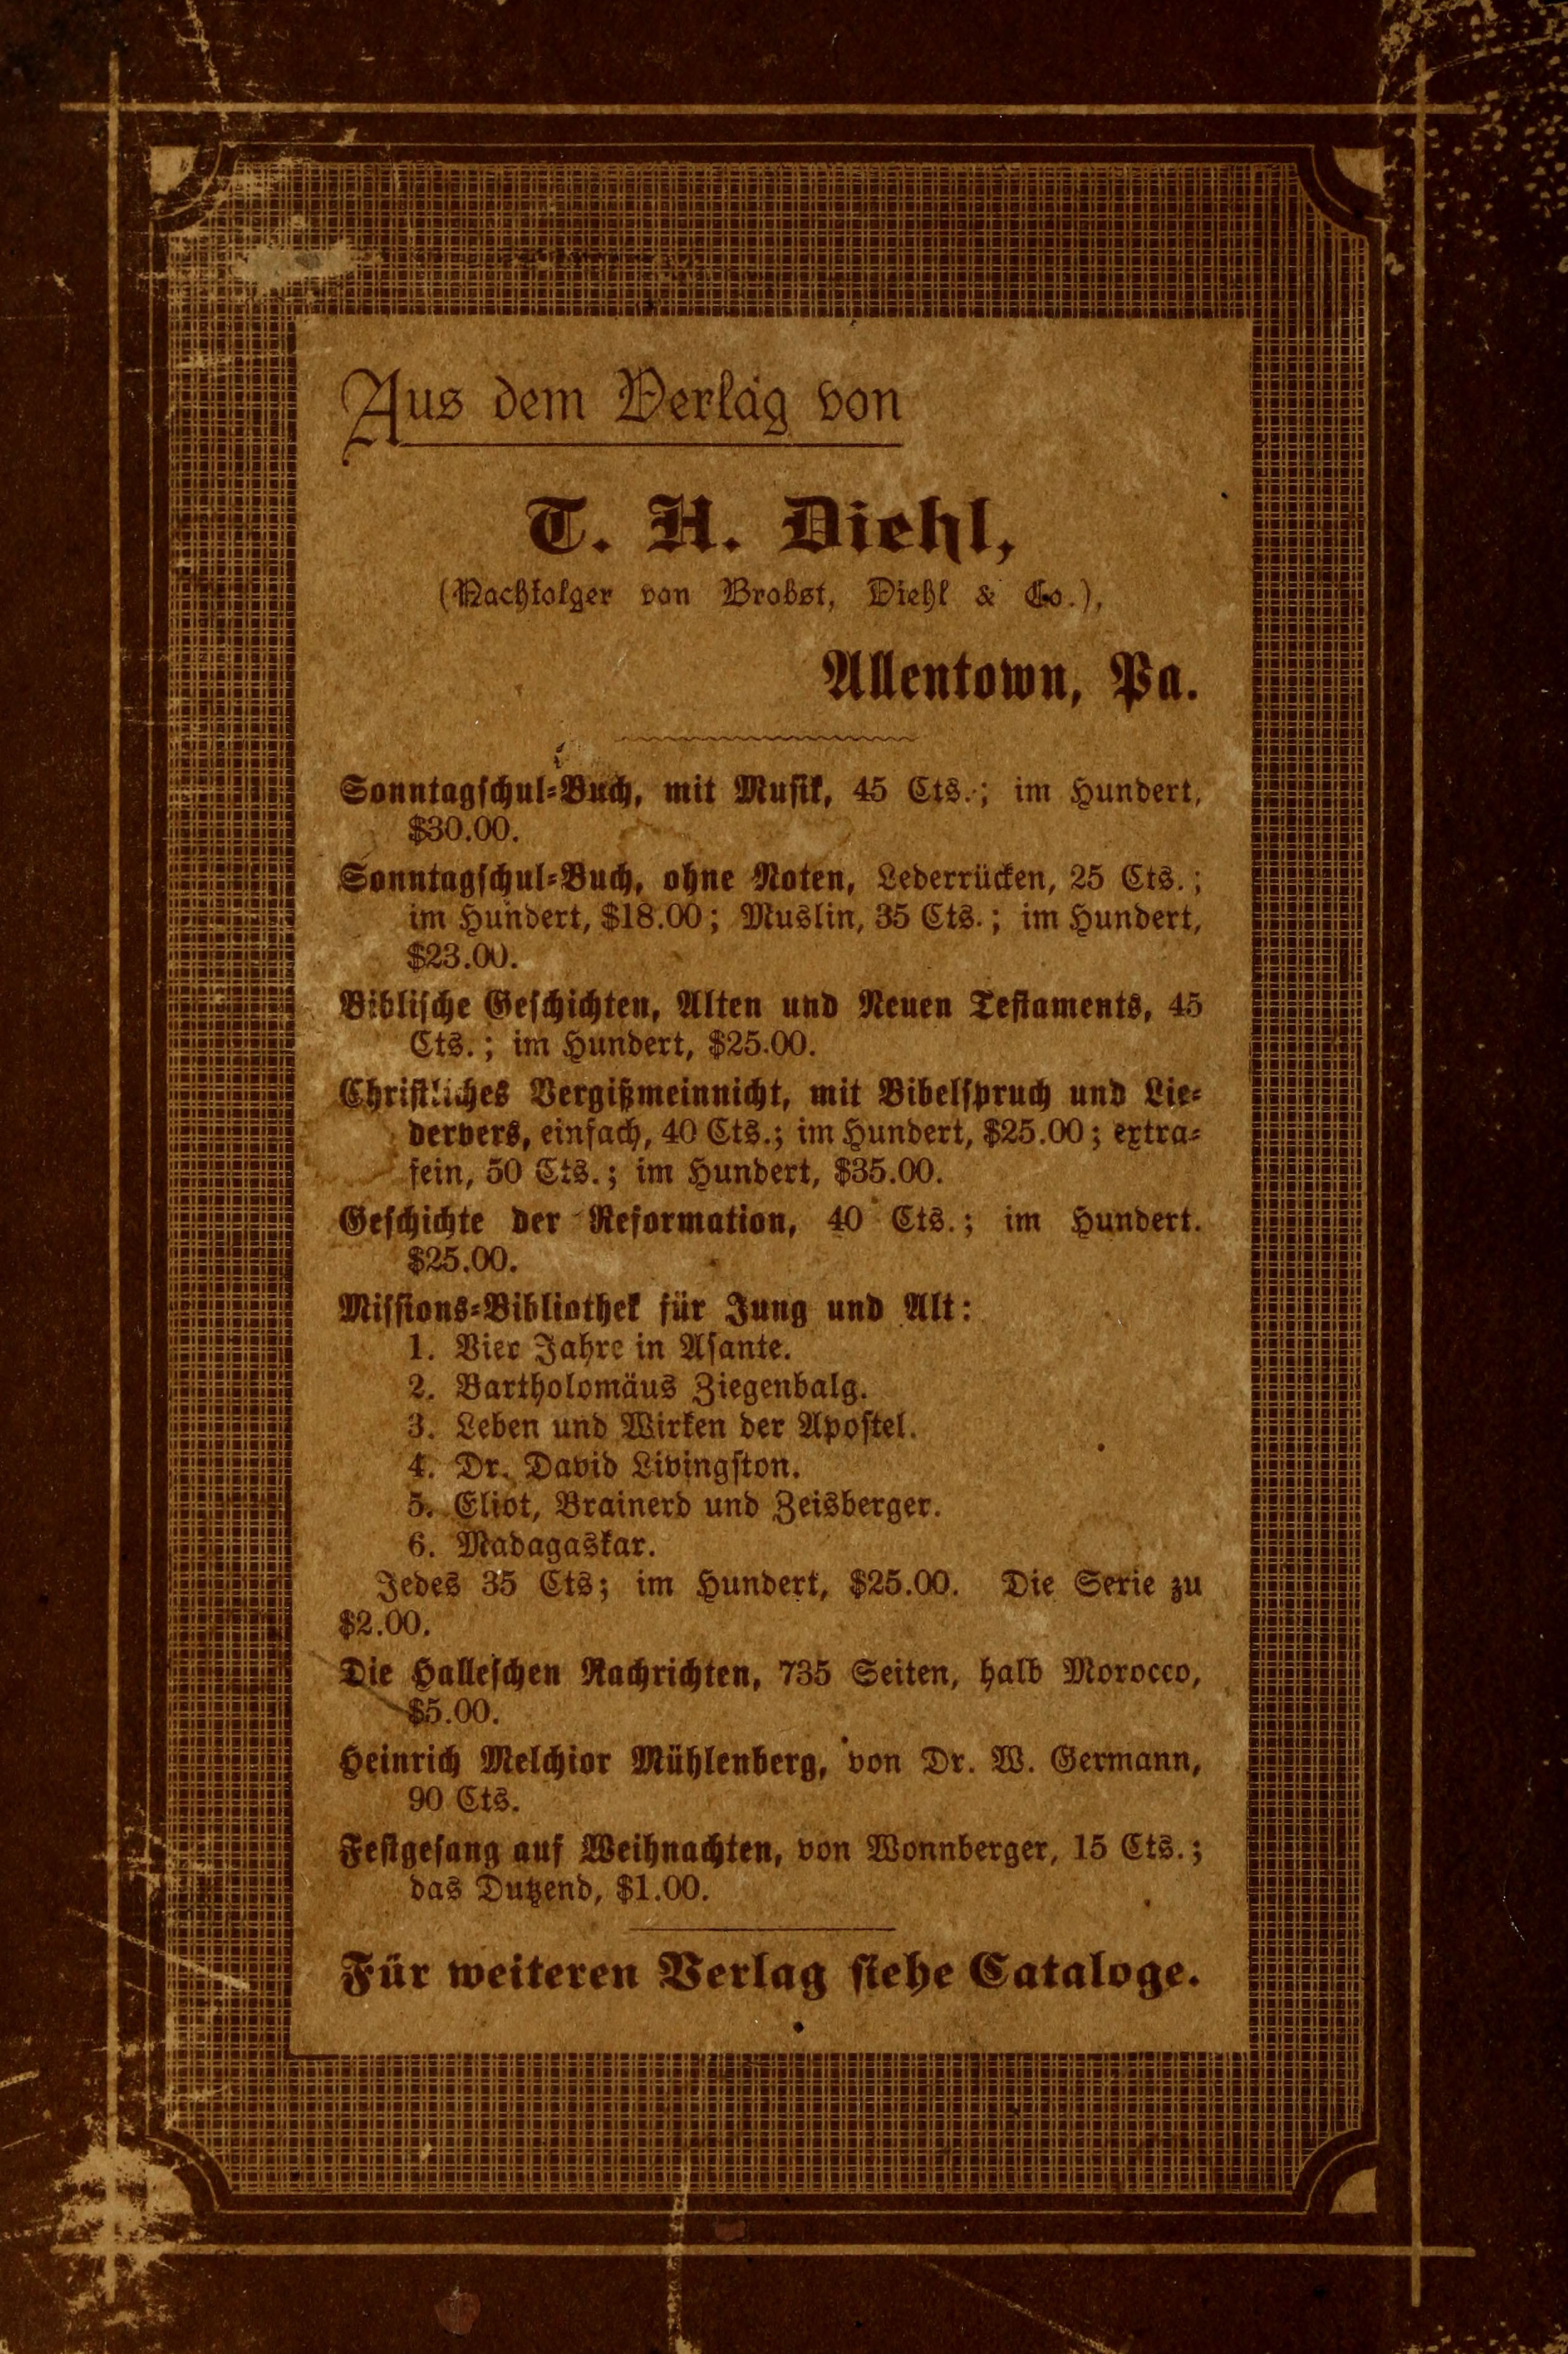 Aus dem Verlag von
T. H. Diehl,
(Nachfolger von Brobst, Diehl & Co.),
Allentown, Pa.
Sonntagschul-Buch, mit Musik, 45 Cts.; im Hundert,
$30.00.
Sonntagschul-Buch, ohne Noten, Lederrücken, 25 Cts.;
im Hundert, $18.00; Muslin, 35 Cts.; im Hundert,
$23.00.
Biblische Geschichten, Alten und Neuen Testaments, 45
Cts.; im Hundert, $25.00.
Christliches Vergißmeinnicht, mit Bibelspruch und Lie-
dervers, einfach, 40 Cts.; im Hundert, $25.00; extra-
fein, 50 Cts.; im Hundert, $35.00.
Geschichte der Reformation, 40 Cts.; im Hundert.
$25.00.
Missions-Bibliothek für Jung und Alt:
1. Vier Jahre in Asante.
2. Bartholomäus Ziegenbalg.
3. Leben und Wirken der Apostel.
4. Dr. David Livingston.
5. Eliot, Brainerd und Zeisberger.
6. Madagaskar.
Jedes 35 Cts; im Hundert, $25.00. Die Serie zu
$2.00.
Die Halleschen Nachrichten, 735 Seiten, halb Morocco,
$5.00.
Heinrich Melchior Mühlenberg, von Dr. W. Germann,
90 Cts.
Festgesang auf Weihnachten, von Wonnberger, 15 Cts.;
das Dutzend, $1.00.
Für weiteren Verlag siehe Cataloge.